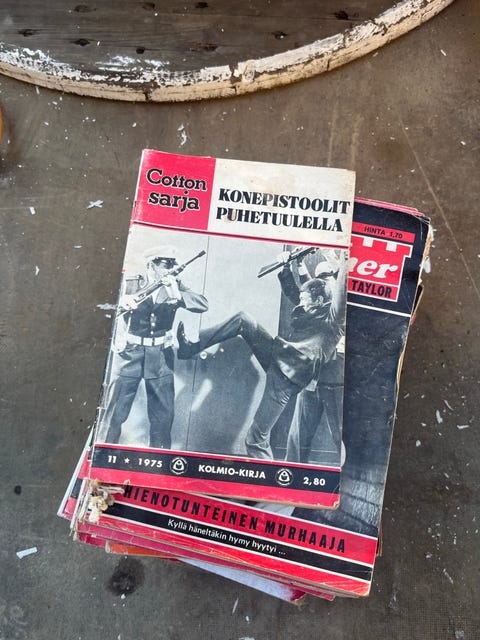 Cotton
sarja
KONEPISTOOLIT
PUHETUULELLA
11 ★ 1975
KOLMIO-KIRJA
2,80
HINTA 1,70
ner
TAYLOR
HIENOTUNTEINEN MURHAAJA
Kyllä häneltäkin hymy hyytyi ...